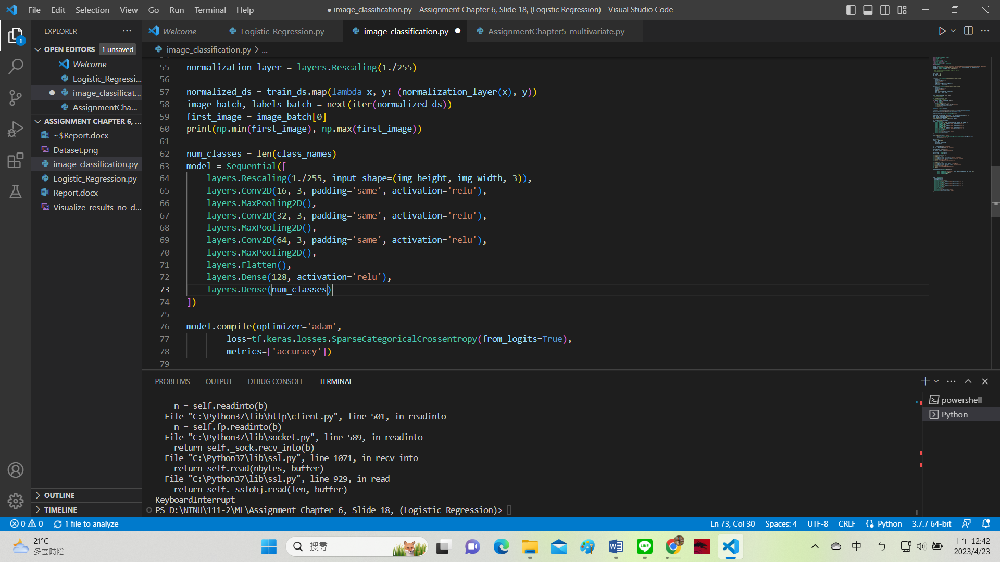 File Edit Selection View Go Run Terminal Help
● image_classification.py - Assignment Chapter 6, Slide 18, (Logistic Regression) - Visual Studio Code
EXPLORER
Welcome
Logistic_Regression.py
image_classification.py
AssignmentChapter5_multivariate.py
1
OPEN EDITORS 1 unsaved
Welcome
Logistic_Regressi...
image_classificat...
AssignmentCha...
ASSIGNMENT CHAPTER 6, ...
~$Report.docx
Dataset.png
image_classification.py
Logistic_Regression.py
Report.docx
Visualize_results_no_d...
OUTLINE
TIMELINE
image_classification.py > ...
55 normalization_layer = layers.Rescaling(1./255)
56
57 normalized_ds = train_ds.map(lambda x, y: (normalization_layer(x), y))
58 image_batch, labels_batch = next(iter(normalized_ds))
59 first_image = image_batch[0]
60 print(np.min(first_image), np.max(first_image))
61
62 num_classes = len(class_names)
63 model = Sequential([
64 layers.Rescaling(1./255, input_shape=(img_height, img_width, 3)),
65 layers.Conv2D(16, 3, padding='same', activation='relu'),
66 layers.MaxPooling2D(),
67 layers.Conv2D(32, 3, padding='same', activation='relu'),
68 layers.MaxPooling2D(),
69 layers.Conv2D(64, 3, padding='same', activation='relu'),
70 layers.MaxPooling2D(),
71 layers.Flatten(),
72 layers.Dense(128, activation='relu'),
73 layers.Dense(num_classes)
74 ])
75
76 model.compile(optimizer='adam',
77 loss=tf.keras.losses.SparseCategoricalCrossentropy(from_logits=True),
78 metrics=['accuracy'])
79
PROBLEMS OUTPUT DEBUG CONSOLE TERMINAL
n = self.readinto(b)
File "C:\Python37\lib\http\client.py", line 501, in readinto
n = self.fp.readinto(b)
File "C:\Python37\lib\socket.py", line 589, in readinto
return self._sock.recv_into(b)
File "C:\Python37\lib\ssl.py", line 1071, in recv_into
return self.read(nbytes, buffer)
File "C:\Python37\lib\ssl.py", line 929, in read
return self._sslobj.read(len, buffer)
KeyboardInterrupt
PS D:\NTNU\111-2\ML\Assignment Chapter 6, Slide 18, (Logistic Regression)>
powershell
Python
0 0 1 file to analyze
Ln 73, Col 30 Spaces: 4 UTF-8 CRLF Python 3.7.7 64-bit
21°C
多雲時陰
搜尋
LINE
中
ㄅ
上午 12:42
2023/4/23